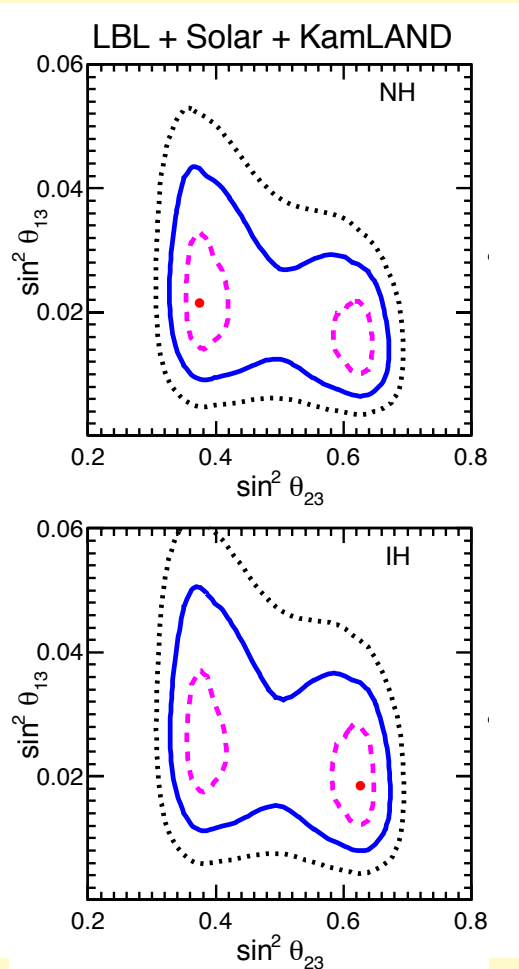 LBL + Solar + KamLAND
NH
0.06
0.04
0.02
sin² θ₁₃
0.2 0.4 0.6 0.8
sin² θ₂₃
IH
0.06
0.04
0.02
sin² θ₁₃
0.2 0.4 0.6 0.8
sin² θ₂₃